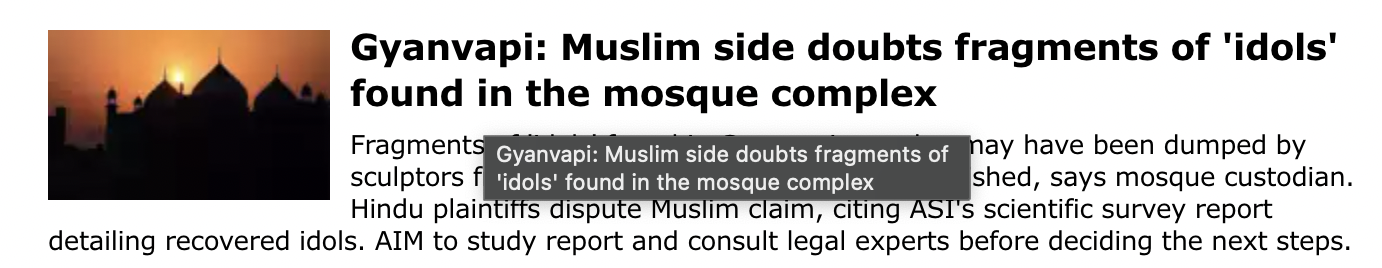 Gyanvapi: Muslim side doubts fragments of 'idols'
found in the mosque complex
Fragments may have been dumped by
Gyanvapi: Muslim side doubts fragments of
'idols' found in the mosque complex
sculptors shed, says mosque custodian.
Hindu plaintiffs dispute Muslim claim, citing ASI's scientific survey report
detailing recovered idols. AIM to study report and consult legal experts before deciding the next steps.